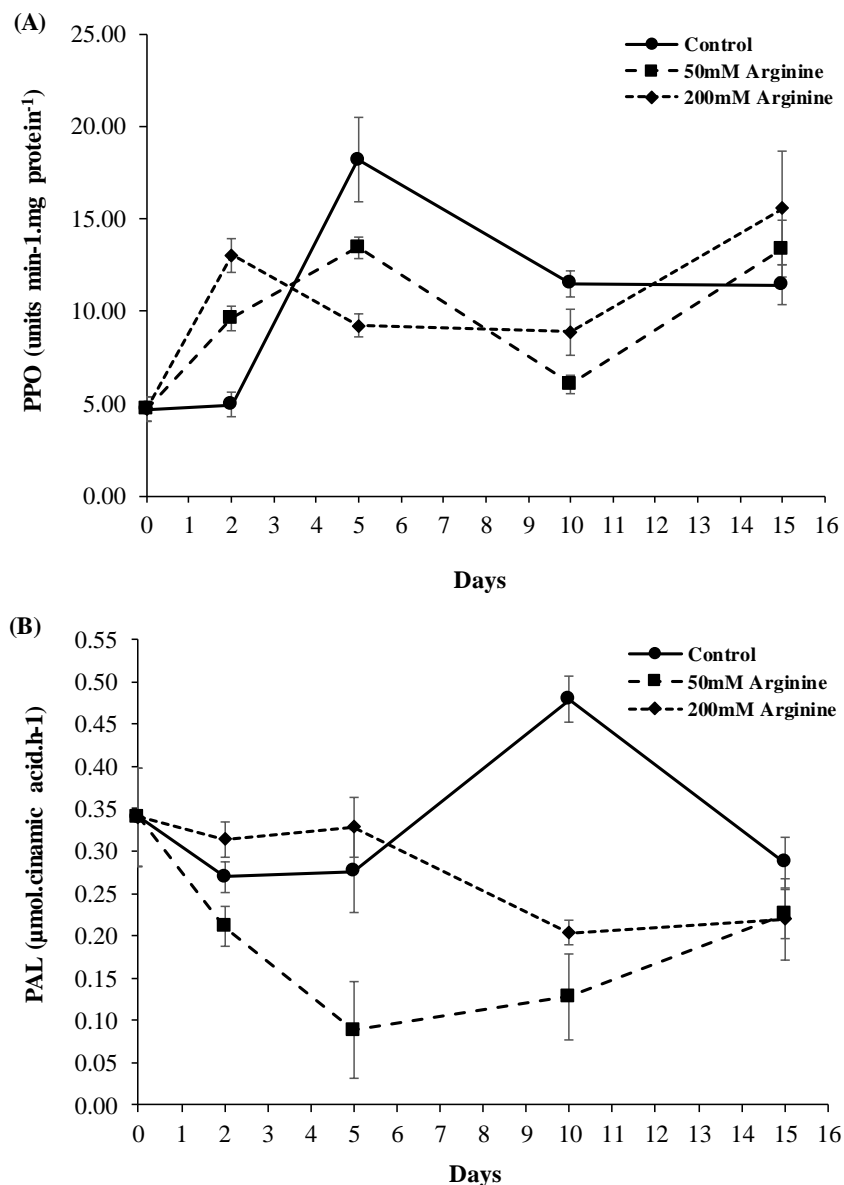 (A)
25.00
20.00
15.00
10.00
5.00
0.00
PPO (units min-1.mg protein⁻¹)
Control
50mM Arginine
200mM Arginine
0 1 2 3 4 5 6 7 8 9 10 11 12 13 14 15 16
Days
(B)
0.55
0.50
0.45
0.40
0.35
0.30
0.25
0.20
0.15
0.10
0.05
0.00
PAL (µmol.cinamic acid.h-1)
Control
50mM Arginine
200mM Arginine
0 1 2 3 4 5 6 7 8 9 10 11 12 13 14 15 16
Days